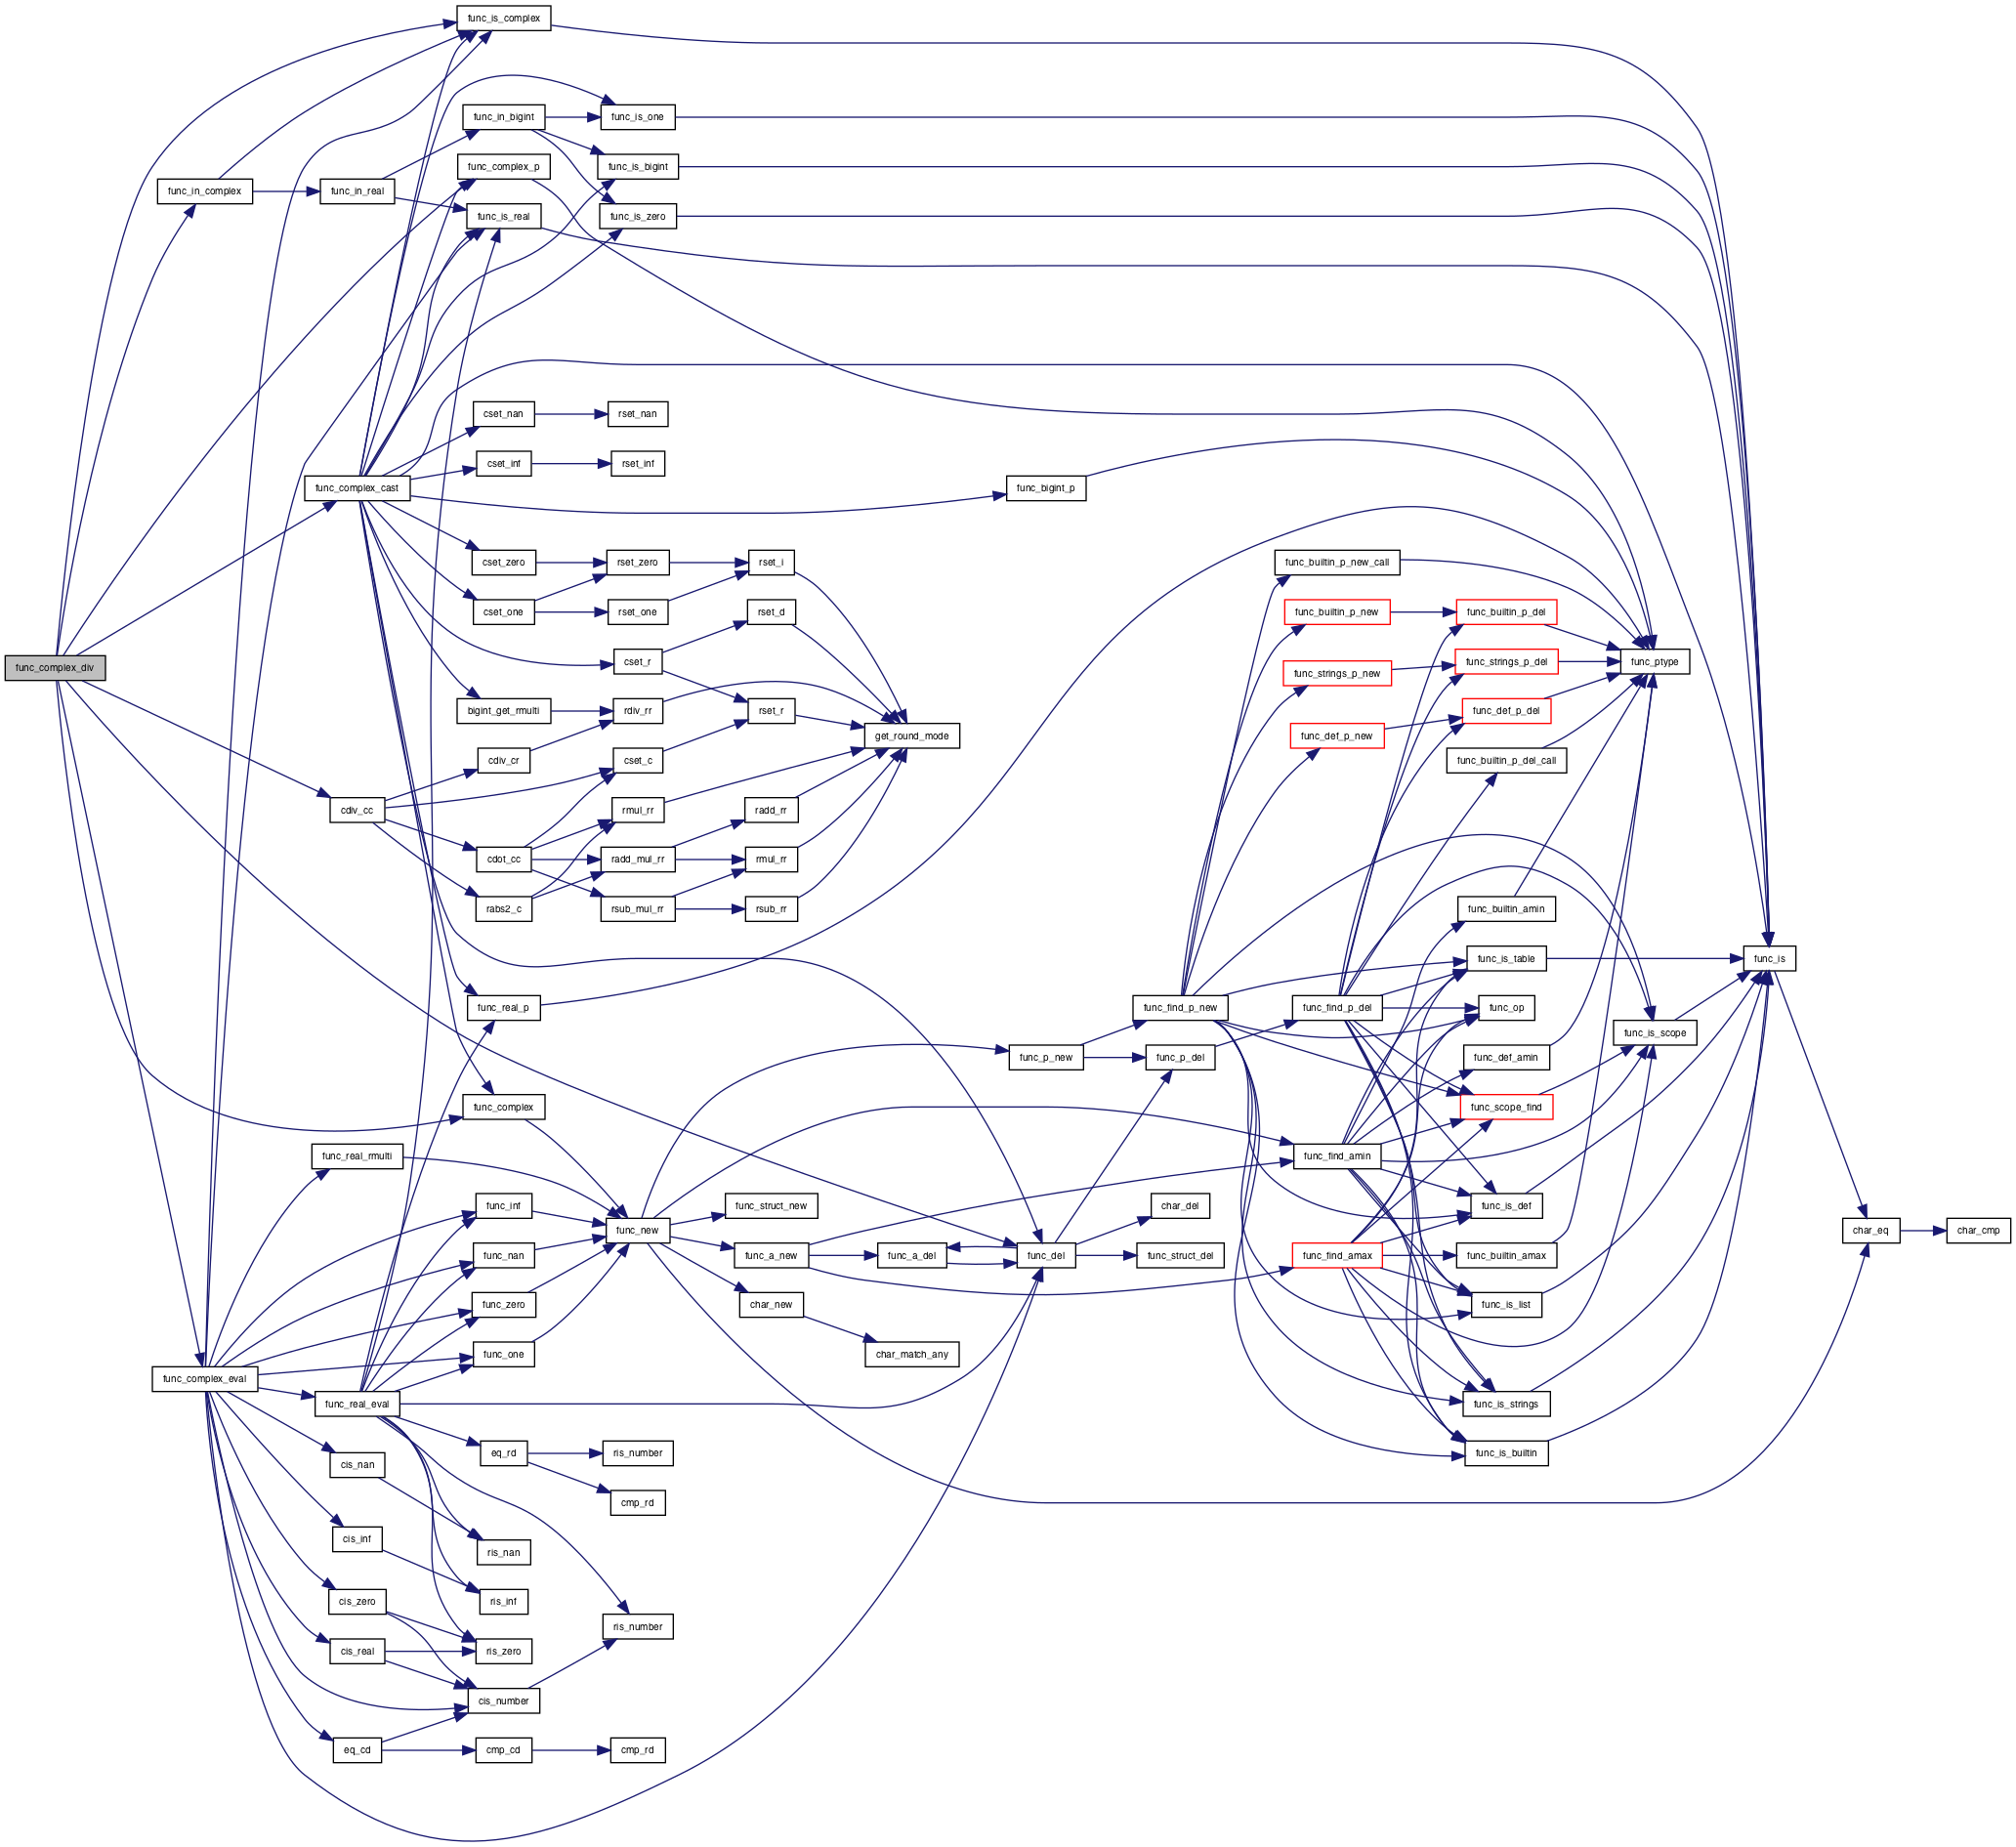 func_is_complex
func_in_bigint
func_is_one
func_complex_p
func_is_bigint
func_in_complex
func_in_real
func_is_real
func_is_zero
cset_nan
rset_nan
cset_inf
rset_inf
func_complex_cast
func_bigint_p
cset_zero
rset_zero
rset_i
func_builtin_p_new_call
cset_one
rset_one
rset_d
func_builtin_p_new
func_builtin_p_del
func_complex_div
cset_r
func_strings_p_new
func_strings_p_del
func_ptype
bigint_get_rmulti
rdiv_rr
rset_r
get_round_mode
func_def_p_new
func_def_p_del
cdiv_cr
cset_c
func_builtin_p_del_call
cdiv_cc
rmul_rr
radd_rr
cdot_cc
radd_mul_rr
rmul_rr
rabs2_c
rsub_mul_rr
rsub_rr
func_builtin_amin
func_is_table
func_is
func_real_p
func_find_p_new
func_find_p_del
func_op
func_is_scope
func_p_new
func_p_del
func_def_amin
func_complex
func_scope_find
func_real_rmulti
func_find_amin
func_inf
func_struct_new
char_del
func_is_def
func_new
char_eq
char_cmp
func_nan
func_a_new
func_a_del
func_del
func_struct_del
func_find_amax
func_builtin_amax
func_zero
char_new
func_is_list
func_one
char_match_any
func_complex_eval
func_real_eval
func_is_strings
eq_rd
ris_number
func_is_builtin
cis_nan
cmp_rd
cis_inf
ris_nan
cis_zero
ris_inf
ris_number
cis_real
ris_zero
cis_number
eq_cd
cmp_cd
cmp_rd